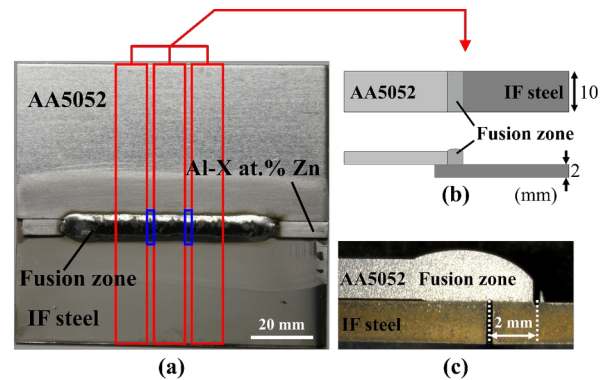 AA5052
Al-X at.% Zn
Fusion zone
IF steel
20 mm
(a)
AA5052
IF steel
10
Fusion zone
2
(b)
(mm)
AA5052
Fusion zone
IF steel
2 mm
(c)